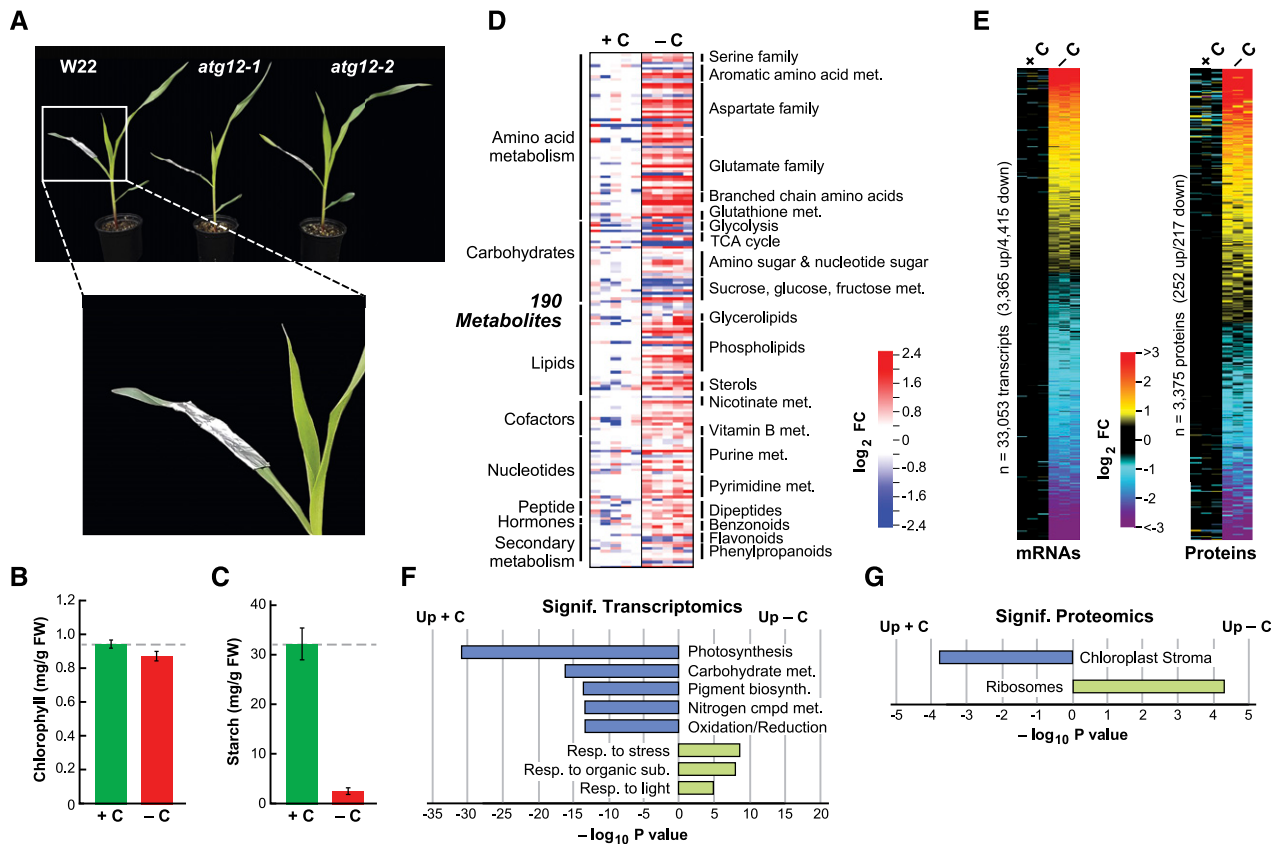 A
W22
atg12-1
atg12-2
B
Chlorophyll (mg/g FW)
1.2
1.0
0.8
0.6
0.4
0.2
0
+ C
– C
C
Starch (mg/g FW)
40
30
20
10
0
+ C
– C
D
+ C
– C
Amino acid
metabolism
Carbohydrates
190
Metabolites
Lipids
Cofactors
Nucleotides
Peptide
Hormones
Secondary
metabolism
Serine family
Aromatic amino acid met.
Aspartate family
Glutamate family
Branched chain amino acids
Glutathione met.
Glycolysis
TCA cycle
Amino sugar & nucleotide sugar
Sucrose, glucose, fructose met.
Glycerolipids
Phospholipids
Sterols
Nicotinate met.
Vitamin B met.
Purine met.
Pyrimidine met.
Dipeptides
Benzonoids
Flavonoids
Phenylpropanoids
log2 FC
2.4
1.6
0.8
0
-0.8
-1.6
-2.4
E
+ C
– C
n = 33,053 transcripts (3,365 up/4,415 down)
mRNAs
log2 FC
>3
2
1
0
-1
-2
<-3
+ C
– C
n = 3,375 proteins (252 up/217 down)
Proteins
F
Signif. Transcriptomics
Up + C
Up – C
Photosynthesis
Carbohydrate met.
Pigment biosynth.
Nitrogen cmpd met.
Oxidation/Reduction
Resp. to stress
Resp. to organic sub.
Resp. to light
-35 -30 -25 -20 -15 -10 -5 0 5 10 15 20
– log10 P value
G
Signif. Proteomics
Up + C
Up – C
Chloroplast Stroma
Ribosomes
-5 -4 -3 -2 -1 0 1 2 3 4 5
– log10 P value